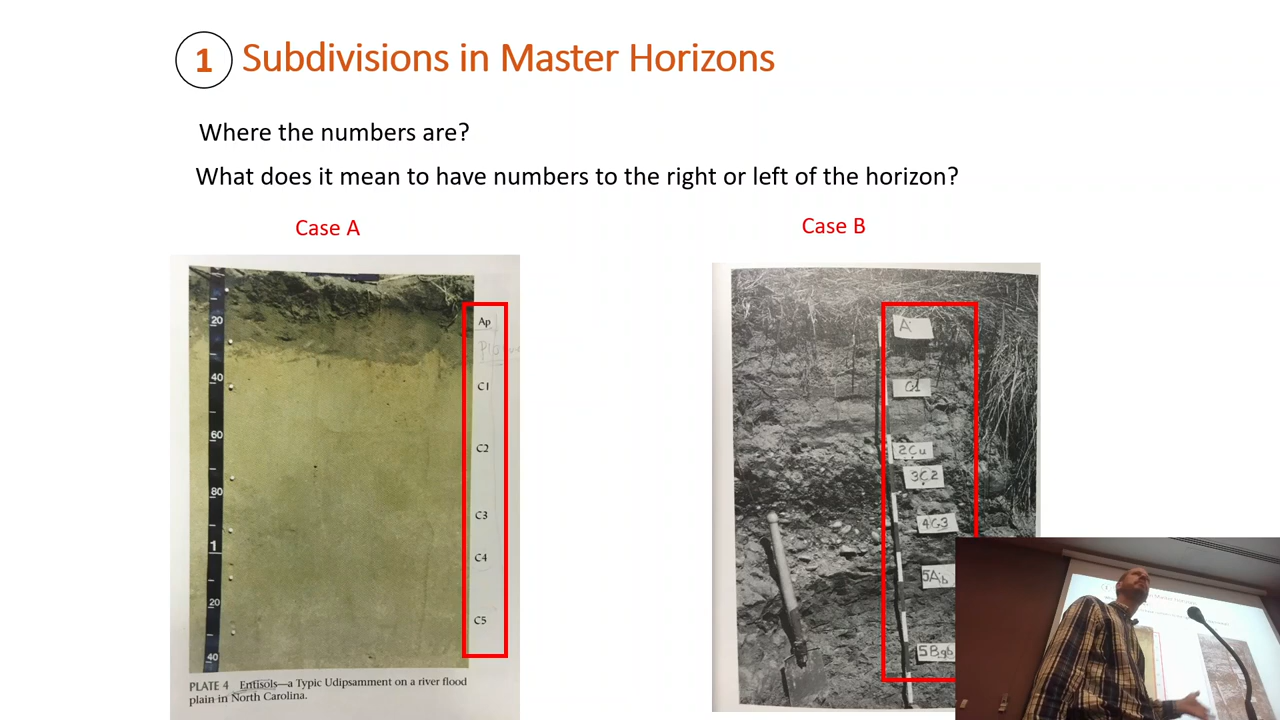 1 Subdivisions in Master Horizons
Where the numbers are?
What does it mean to have numbers to the right or left of the horizon?
Case A
Case B
20
40
60
80
1
20
40
Ap
C1
C2
C3
C4
C5
PLATE 4 Entisols—a Typic Udipsamment on a river flood
plain in North Carolina.
A
C1
2Cu
3C2
4C3
5Ab
5Bgb